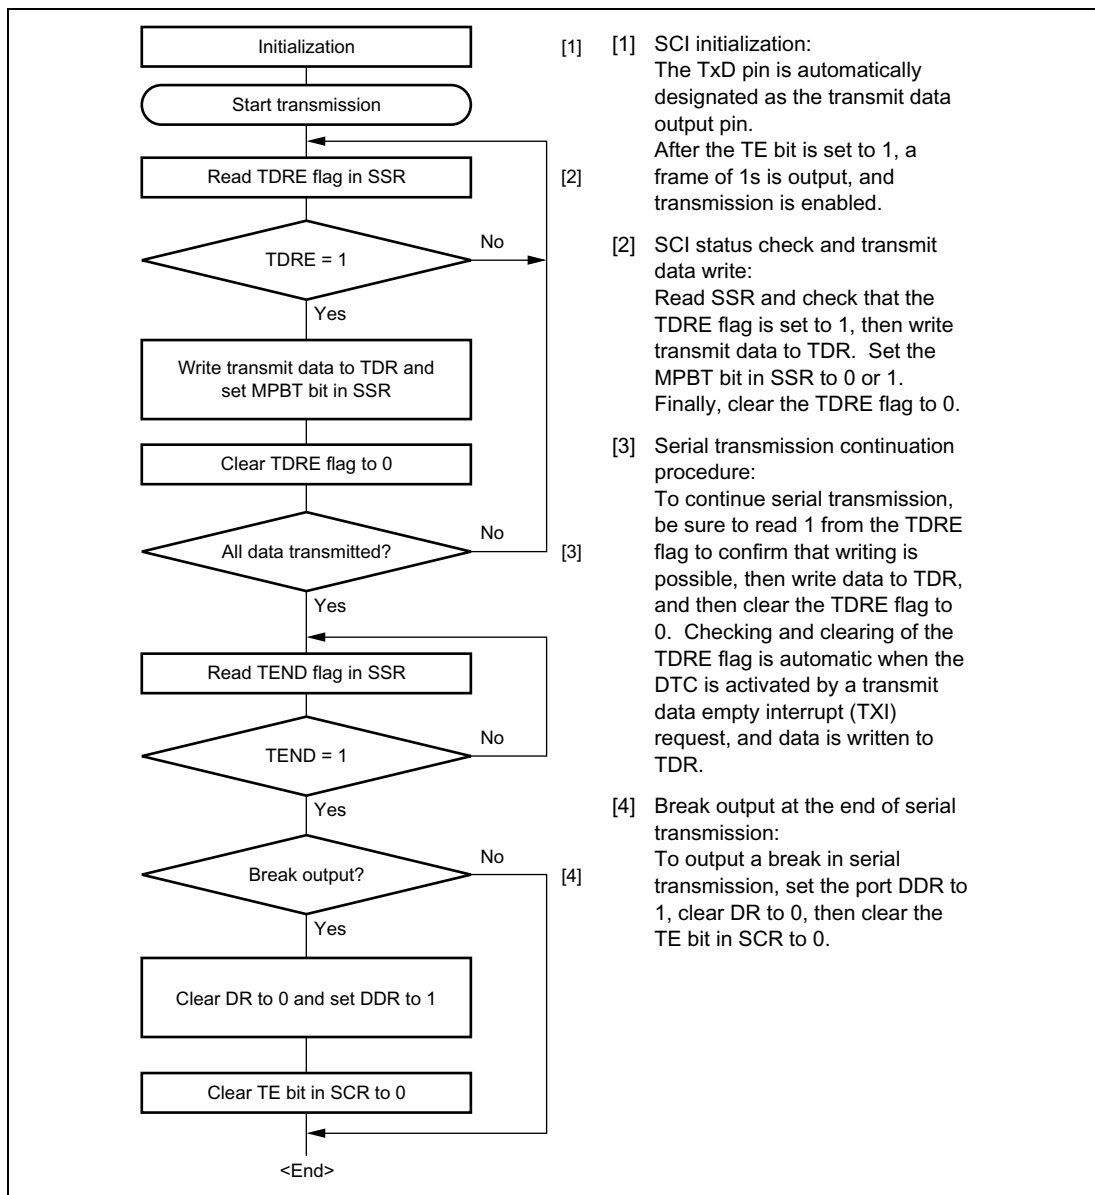 Initialization
[1]
Start transmission
Read TDRE flag in SSR
[2]
TDRE = 1
No
Yes
Write transmit data to TDR and
set MPBT bit in SSR
Clear TDRE flag to 0
All data transmitted?
No
[3]
Yes
Read TEND flag in SSR
TEND = 1
No
Yes
Break output?
No
[4]
Yes
Clear DR to 0 and set DDR to 1
Clear TE bit in SCR to 0
<End>
[1] SCI initialization:
The TxD pin is automatically
designated as the transmit data
output pin.
After the TE bit is set to 1, a
frame of 1s is output, and
transmission is enabled.
[2] SCI status check and transmit
data write:
Read SSR and check that the
TDRE flag is set to 1, then write
transmit data to TDR. Set the
MPBT bit in SSR to 0 or 1.
Finally, clear the TDRE flag to 0.
[3] Serial transmission continuation
procedure:
To continue serial transmission,
be sure to read 1 from the TDRE
flag to confirm that writing is
possible, then write data to TDR,
and then clear the TDRE flag to
0. Checking and clearing of the
TDRE flag is automatic when the
DTC is activated by a transmit
data empty interrupt (TXI)
request, and data is written to
TDR.
[4] Break output at the end of serial
transmission:
To output a break in serial
transmission, set the port DDR to
1, clear DR to 0, then clear the
TE bit in SCR to 0.